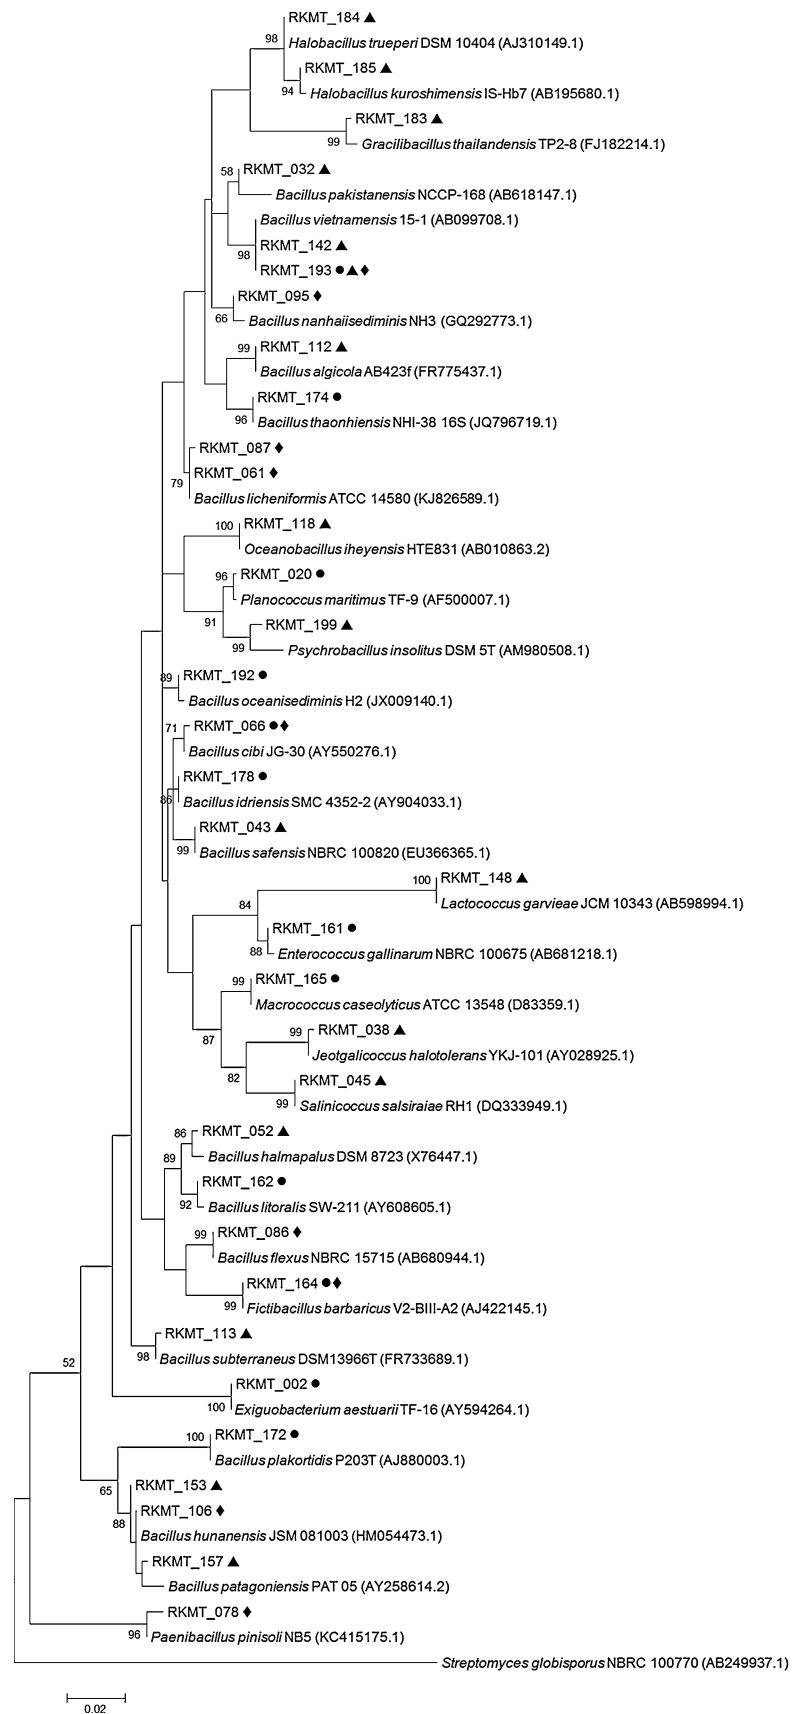 RKMT_184 ▲
98
Halobacillus trueperi DSM 10404 (AJ310149.1)
RKMT_185 ▲
94
Halobacillus kuroshimensis IS-Hb7 (AB195680.1)
RKMT_183 ▲
99
Gracilibacillus thailandensis TP2-8 (FJ182214.1)
58
RKMT_032 ▲
Bacillus pakistanensis NCCP-168 (AB618147.1)
Bacillus vietnamensis 15-1 (AB099708.1)
RKMT_142 ▲
98
RKMT_193 ●▲♦
RKMT_095 ♦
66
Bacillus nanhaiisediminis NH3 (GQ292773.1)
99
RKMT_112 ▲
Bacillus algicola AB423f (FR775437.1)
RKMT_174 ●
96
Bacillus thaonhiensis NHI-38 16S (JQ796719.1)
RKMT_087 ♦
RKMT_061 ♦
79
Bacillus licheniformis ATCC 14580 (KJ826589.1)
100
RKMT_118 ▲
Oceanobacillus iheyensis HTE831 (AB010863.2)
96
RKMT_020 ●
Planococcus maritimus TF-9 (AF500007.1)
91
RKMT_199 ▲
99
Psychrobacillus insolitus DSM 5T (AM980508.1)
89
RKMT_192 ●
Bacillus oceanisediminis H2 (JX009140.1)
71
RKMT_066 ●♦
Bacillus cibi JG-30 (AY550276.1)
RKMT_178 ●
86
Bacillus idriensis SMC 4352-2 (AY904033.1)
RKMT_043 ▲
99
Bacillus safensis NBRC 100820 (EU366365.1)
100
RKMT_148 ▲
84
Lactococcus garvieae JCM 10343 (AB598994.1)
RKMT_161 ●
88
Enterococcus gallinarum NBRC 100675 (AB681218.1)
99
RKMT_165 ●
Macrococcus caseolyticus ATCC 13548 (D83359.1)
87
99
RKMT_038 ▲
Jeotgalicoccus halotolerans YKJ-101 (AY028925.1)
82
RKMT_045 ▲
99
Salinicoccus salsiraiae RH1 (DQ333949.1)
86
RKMT_052 ▲
89
Bacillus halmapalus DSM 8723 (X76447.1)
RKMT_162 ●
92
Bacillus litoralis SW-211 (AY608605.1)
99
RKMT_086 ♦
Bacillus flexus NBRC 15715 (AB680944.1)
RKMT_164 ●♦
99
Fictibacillus barbaricus V2-BIII-A2 (AJ422145.1)
RKMT_113 ▲
98
Bacillus subterraneus DSM13966T (FR733689.1)
52
RKMT_002 ●
100
Exiguobacterium aestuarii TF-16 (AY594264.1)
100
RKMT_172 ●
Bacillus plakortidis P203T (AJ880003.1)
65
RKMT_153 ▲
RKMT_106 ♦
88
Bacillus hunanensis JSM 081003 (HM054473.1)
RKMT_157 ▲
Bacillus patagoniensis PAT 05 (AY258614.2)
RKMT_078 ♦
96
Paenibacillus pinisoli NB5 (KC415175.1)
Streptomyces globisporus NBRC 100770 (AB249937.1)
0.02